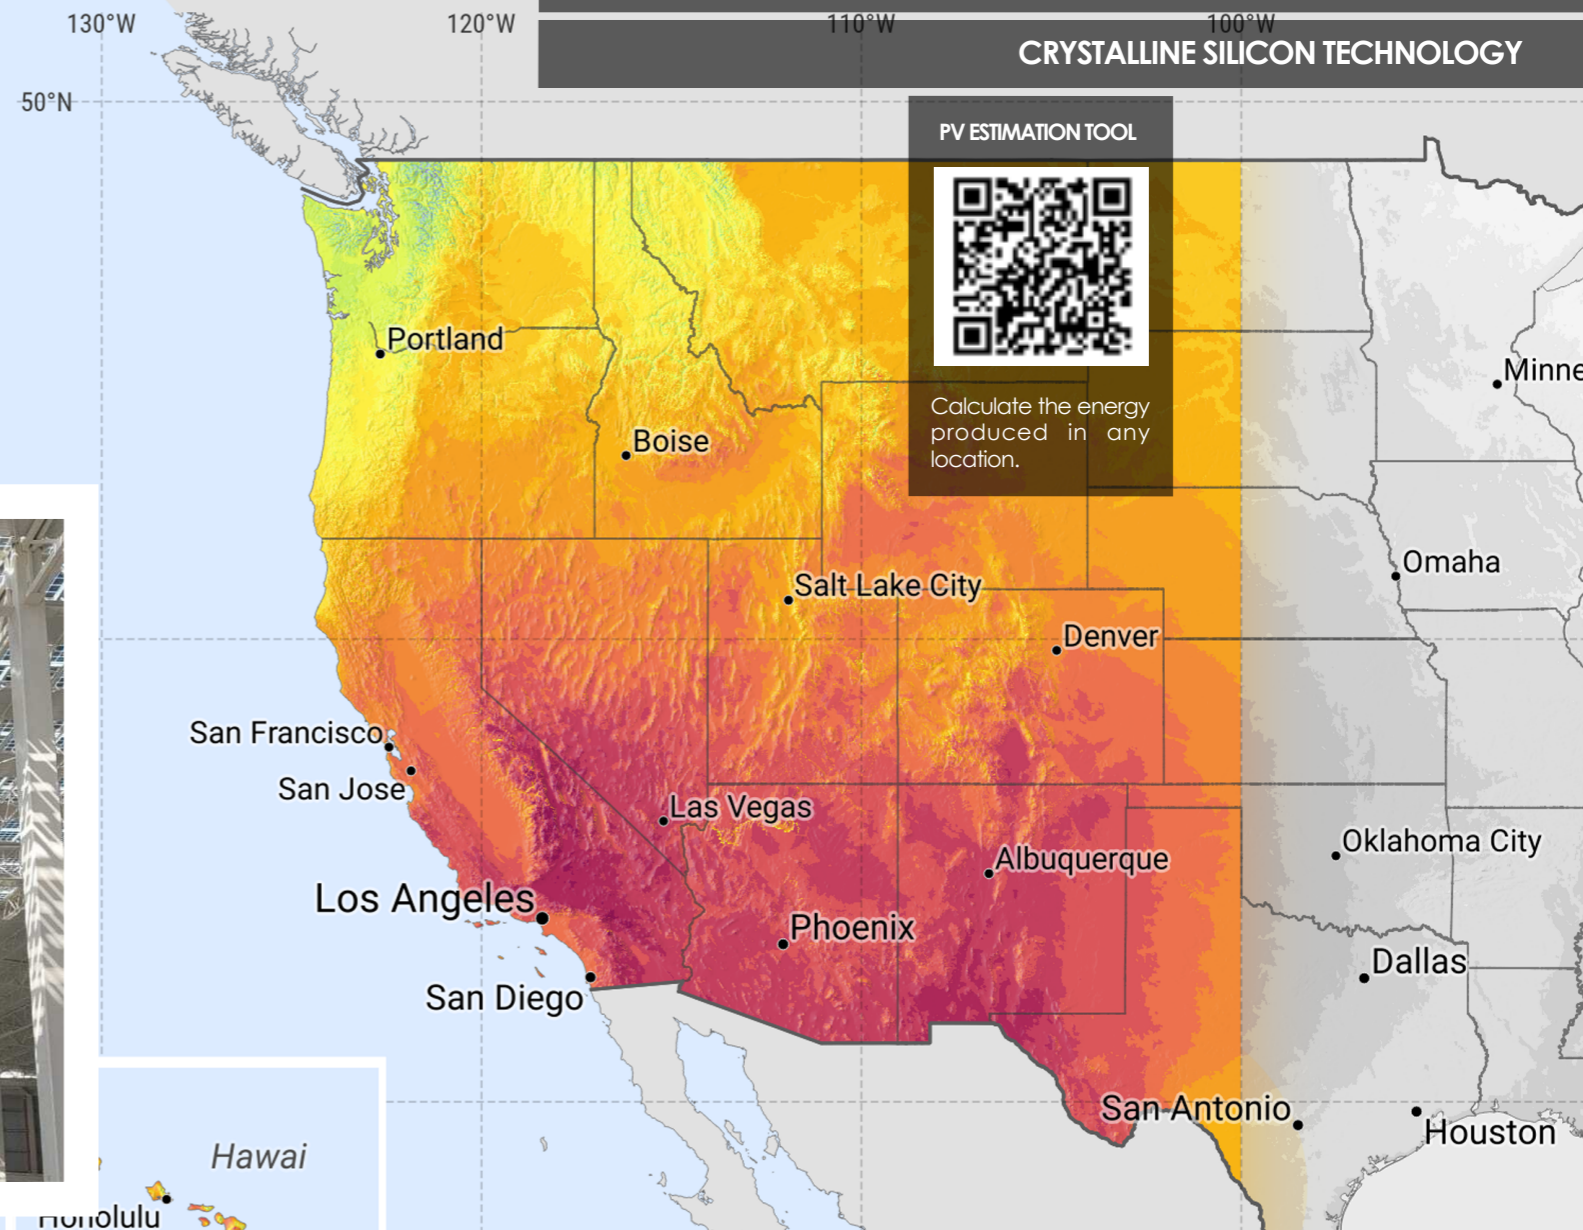 130°W
120°W
110°W
100°W
CRYSTALLINE SILICON TECHNOLOGY
50°N
PV ESTIMATION TOOL
Calculate the energy
produced in any
location.
Portland
Minne
Boise
Omaha
Salt Lake City
Denver
San Francisco
San Jose
Las Vegas
Oklahoma City
Albuquerque
Los Angeles
Phoenix
Dallas
San Diego
San Antonio
Houston
Hawai
Honolulu